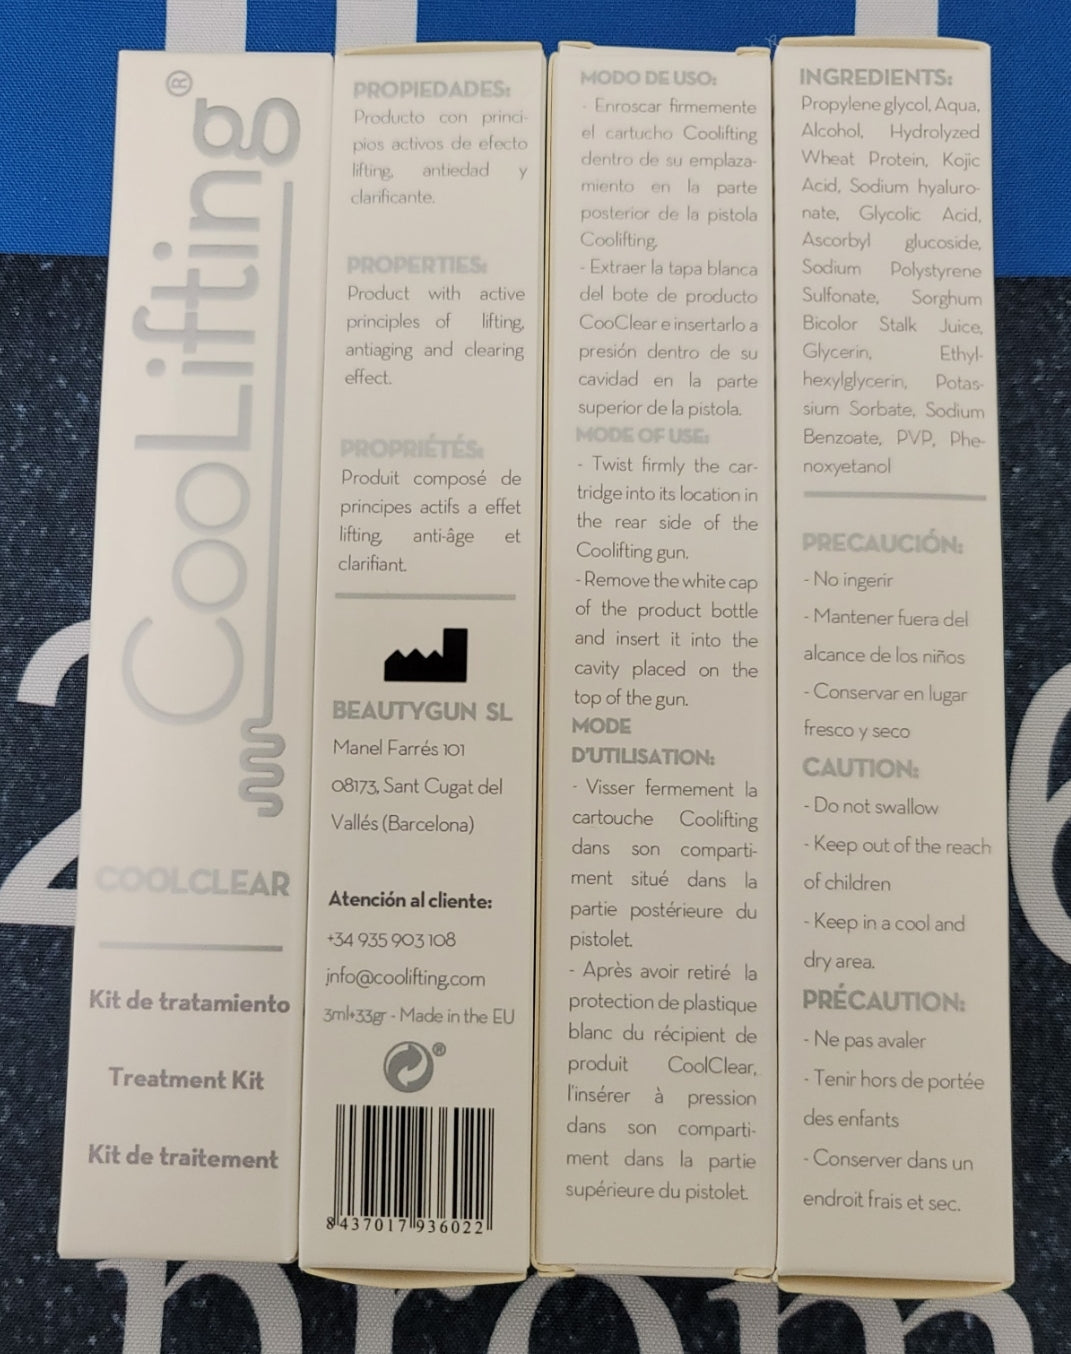 CooLifting®
COOLCLEAR
Kit de tratamiento
Treatment Kit
Kit de traitement
PROPIEDADES:
Producto con princi-
pios activos de efecto
lifting, antiedad y
clarificante.
PROPERTIES:
Product with active
principles of lifting,
antiaging and clearing
effect.
PROPRIÉTÉS:
Produit composé de
principes actifs a effet
lifting, anti-âge et
clarifiant.
BEAUTYGUN SL
Manel Farrés 101
08173, Sant Cugat del
Vallés (Barcelona)
Atención al cliente:
+34 935 903 108
info@coolifting.com
3ml+33gr - Made in the EU
8 437017 936022
MODO DE USO:
- Enroscar firmemente
el cartucho Coolifting
dentro de su emplaza-
miento en la parte
posterior de la pistola
Coolifting.
- Extraer la tapa blanca
del bote de producto
CooClear e insertarlo a
presión dentro de su
cavidad en la parte
superior de la pistola.
MODE OF USE:
- Twist firmly the car-
tridge into its location in
the rear side of the
Coolifting gun.
- Remove the white cap
of the product bottle
and insert it into the
cavity placed on the
top of the gun.
MODE
D'UTILISATION:
- Visser fermement la
cartouche Coolifting
dans son comparti-
ment situé dans la
partie postérieure du
pistolet.
- Après avoir retiré la
protection de plastique
blanc du récipient de
produit CoolClear,
l'insérer à pression
dans son comparti-
ment dans la partie
supérieure du pistolet.
INGREDIENTS:
Propylene glycol, Aqua,
Alcohol, Hydrolyzed
Wheat Protein, Kojic
Acid, Sodium hyaluro-
nate, Glycolic Acid,
Ascorbyl glucoside,
Sodium Polystyrene
Sulfonate, Sorghum
Bicolor Stalk Juice,
Glycerin, Ethyl-
hexylglycerin, Potas-
sium Sorbate, Sodium
Benzoate, PVP, Phe-
noxyetanol
PRECAUCIÓN:
- No ingerir
- Mantener fuera del
alcance de los niños
- Conservar en lugar
fresco y seco
CAUTION:
- Do not swallow
- Keep out of the reach
of children
- Keep in a cool and
dry area.
PRÉCAUTION:
- Ne pas avaler
- Tenir hors de portée
des enfants
- Conserver dans un
endroit frais et sec.